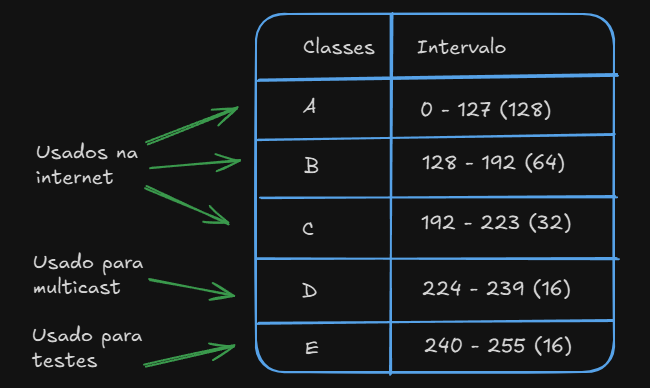 Classes Intervalo
A 0 - 127 (128)
Usados na
internet
B 128 - 192 (64)
C 192 - 223 (32)
Usado para
multicast
D 224 - 239 (16)
Usado para
testes
E 240 - 255 (16)